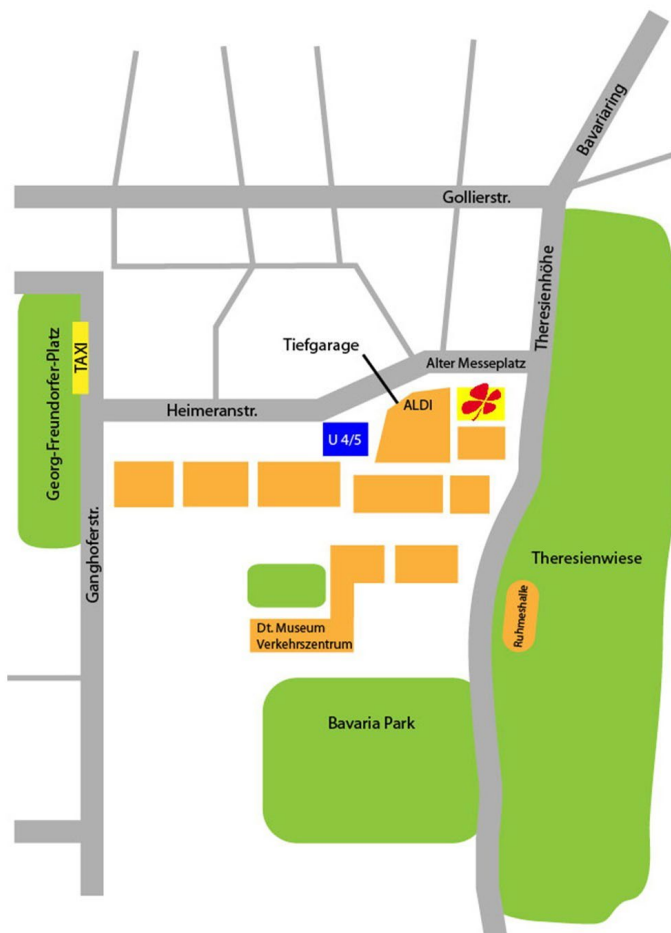 Bavariaring
Gollierstr.
Theresienhöhe
Tiefgarage
Alter Messeplatz
TAXI
Georg-Freundorfer-Platz
Heimeranstr.
ALDI
U 4/5
Ganghoferstr.
Theresienwiese
Ruhmeshalle
Dt. Museum
Verkehrszentrum
Bavaria Park